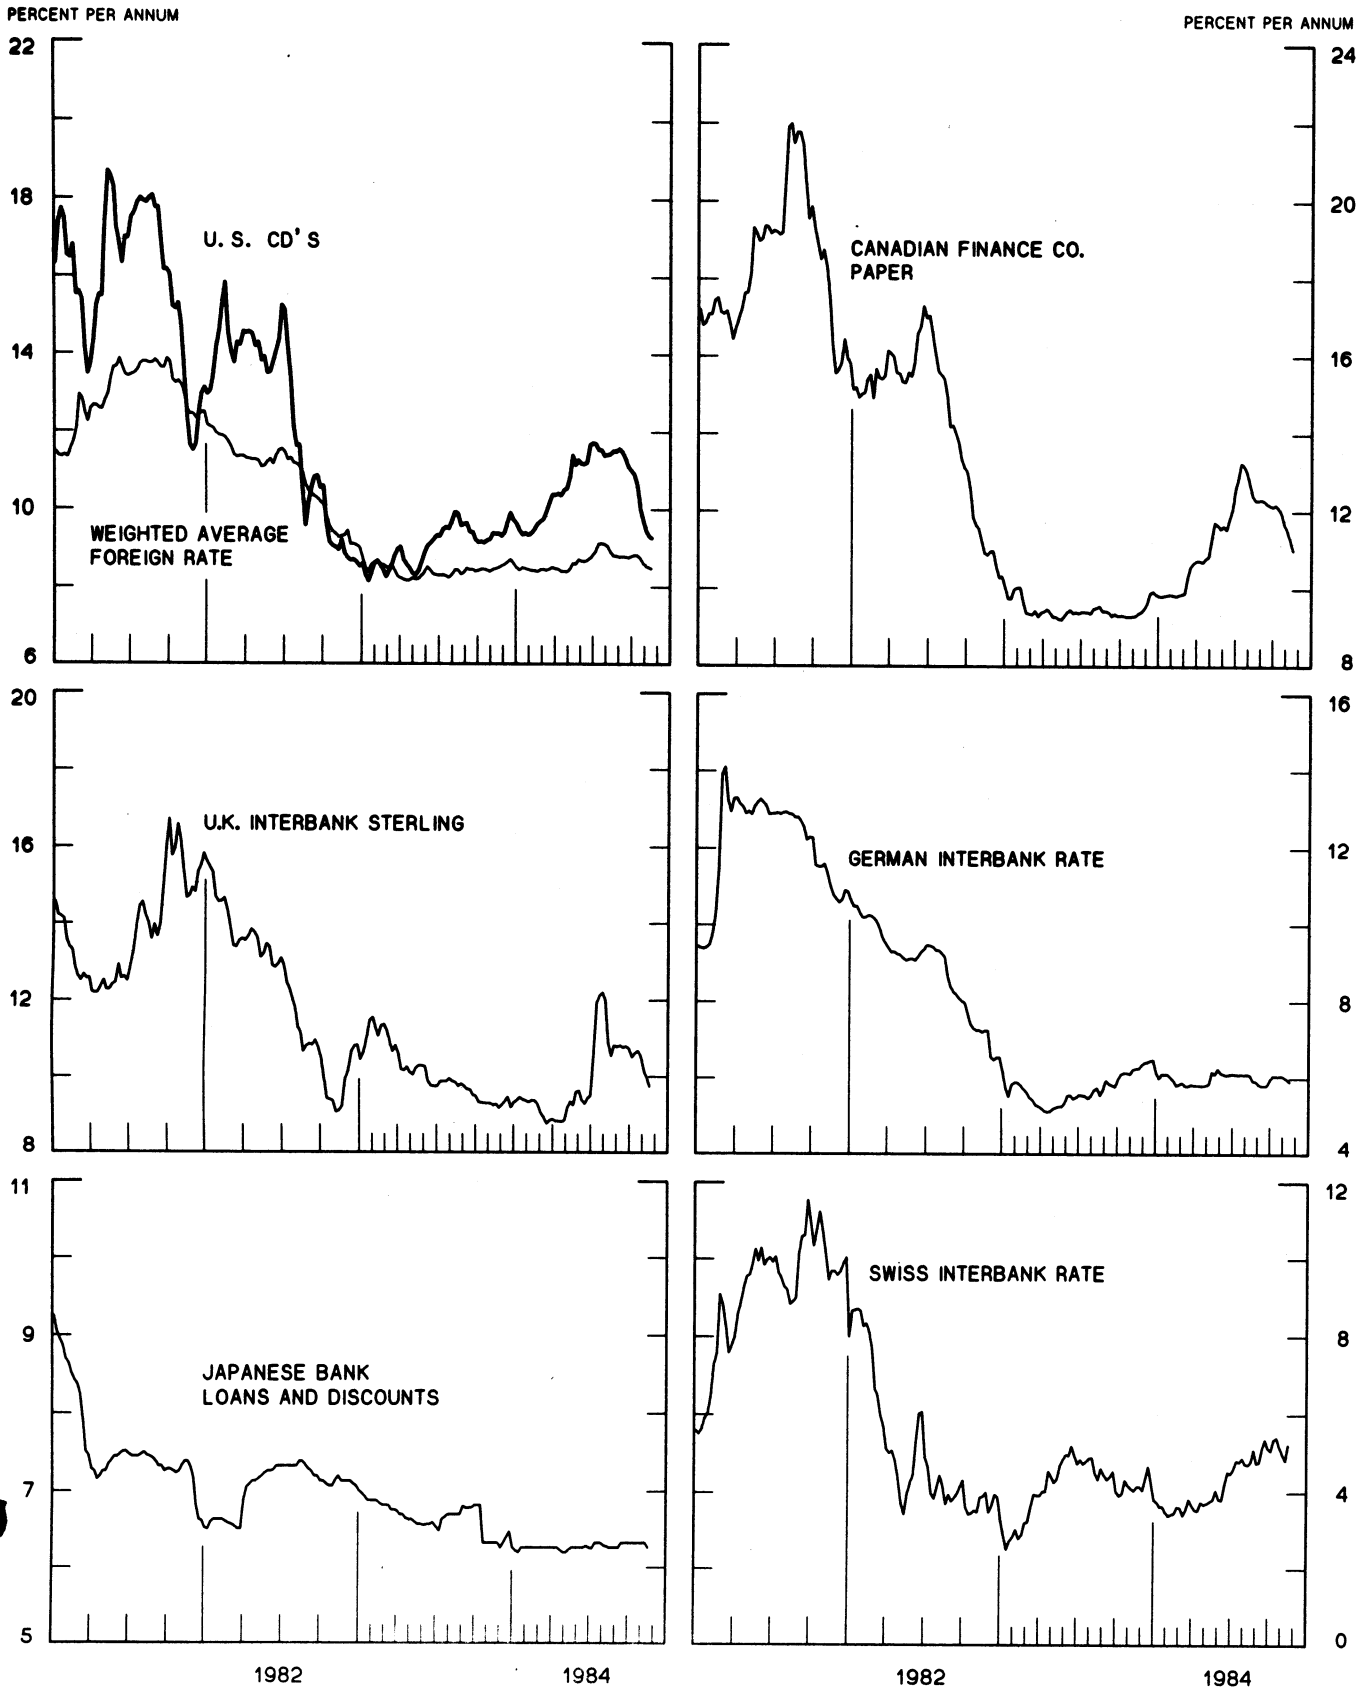 PERCENT PER ANNUM
PERCENT PER ANNUM
22
18
14
10
6
U. S. CD'S
WEIGHTED AVERAGE
FOREIGN RATE
24
20
16
12
8
CANADIAN FINANCE CO.
PAPER
20
16
12
8
U.K. INTERBANK STERLING
16
12
8
4
GERMAN INTERBANK RATE
11
9
7
5
JAPANESE BANK
LOANS AND DISCOUNTS
12
8
4
0
SWISS INTERBANK RATE
1982
1984
1982
1984